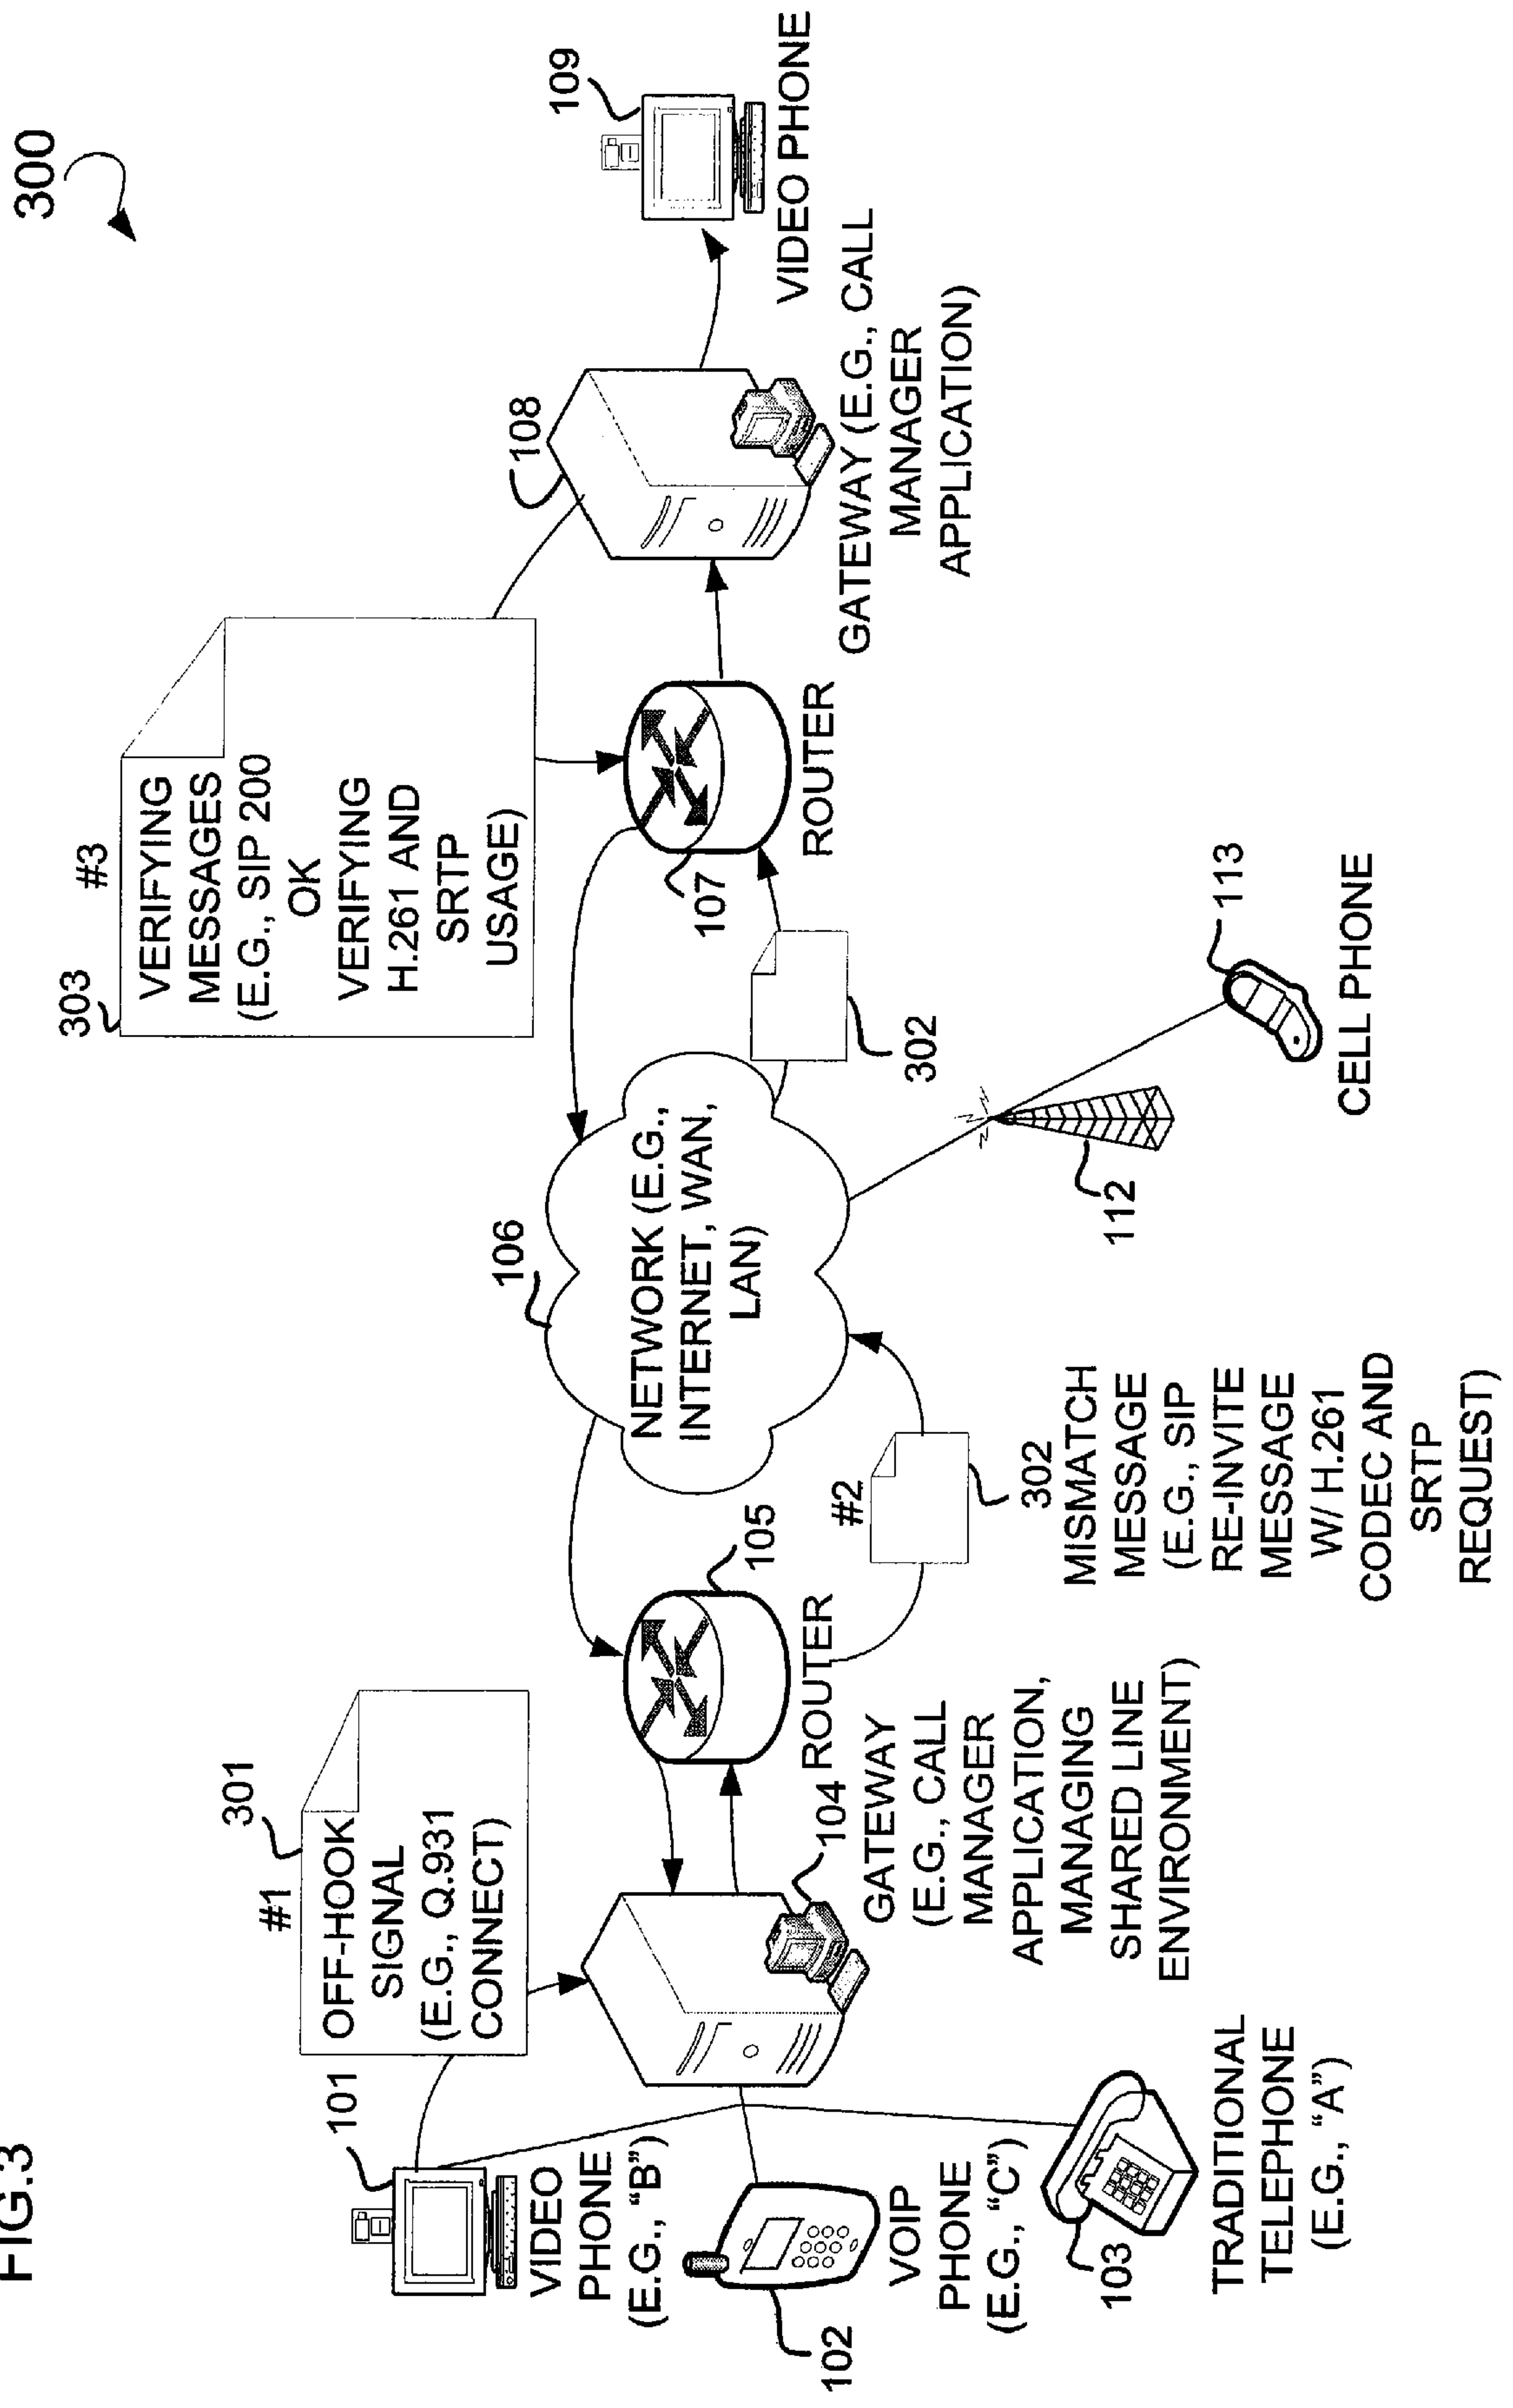 FIG.3
300
#1
301
OFF-HOOK
SIGNAL
(E.G., Q.931
CONNECT)
101
VIDEO
PHONE
(E.G., “B”)
102
VOIP
PHONE
(E.G., “C”)
103
TRADITIONAL
TELEPHONE
(E.G., “A”)
104
GATEWAY
(E.G., CALL
MANAGER
APPLICATION,
MANAGING
SHARED LINE
ENVIRONMENT)
105
ROUTER
#2
302
MISMATCH
MESSAGE
(E.G., SIP
RE-INVITE
MESSAGE
W/ H.261
CODEC AND
SRTP
REQUEST)
106
NETWORK (E.G.,
INTERNET, WAN,
LAN)
112
113
CELL PHONE
302
303
#3
VERIFYING
MESSAGES
(E.G., SIP 200
OK
VERIFYING
H.261 AND
SRTP
USAGE)
107
ROUTER
108
GATEWAY (E.G., CALL
MANAGER
APPLICATION)
109
VIDEO PHONE